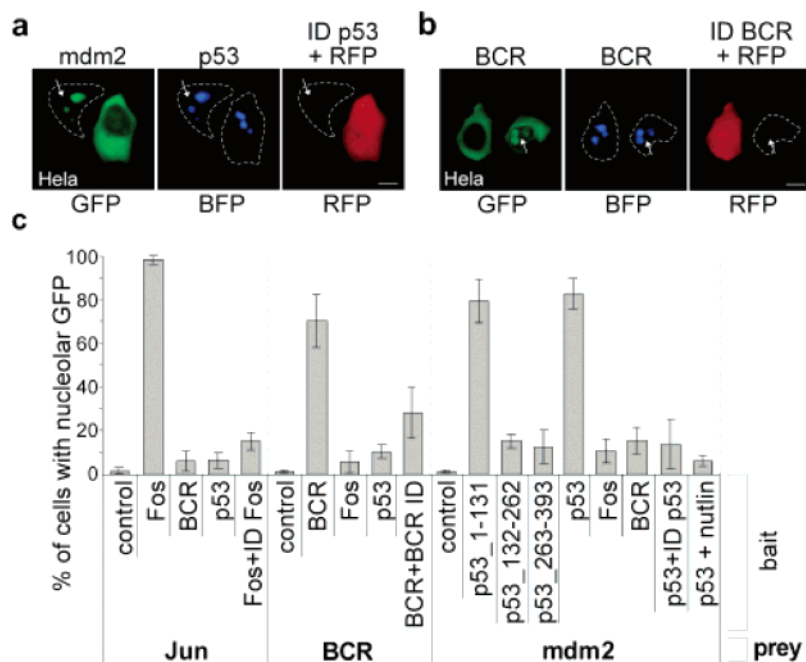 a
mdm2
p53
ID p53
+ RFP
Hela
GFP
BFP
RFP
b
BCR
BCR
ID BCR
+ RFP
Hela
GFP
BFP
RFP
c
% of cells with nucleolar GFP
100
80
60
40
20
0
control
Fos
BCR
p53
Fos+ID Fos
control
BCR
Fos
p53
BCR+BCR ID
control
p53_1-131
p53_132-262
p53_263-393
p53
Fos
BCR
p53+ID p53
p53 + nutlin
bait
Jun
BCR
mdm2
prey